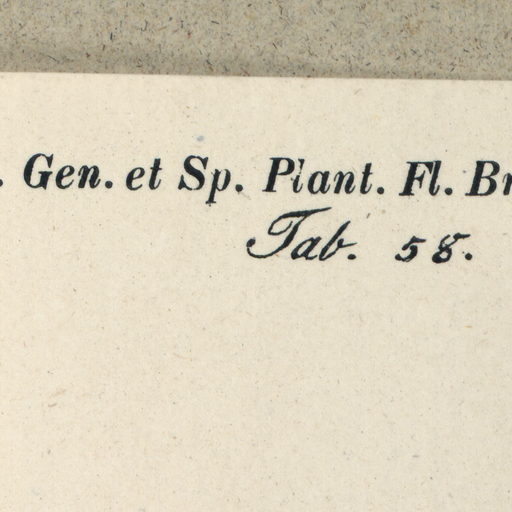 . Gen. et Sp. Plant. Fl. Br
Tab. 58.